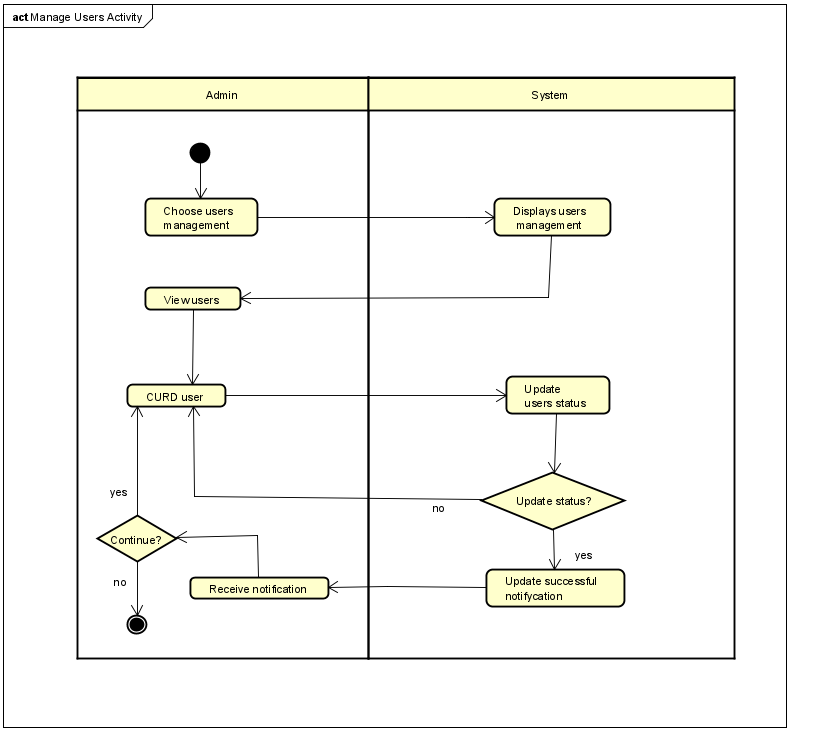 act Manage Users Activity
Admin
System
Choose users
management
Displays users
management
View users
CURD user
Update
users status
yes
no
Update status?
Continue?
yes
no
Receive notification
Update successful
notifycation